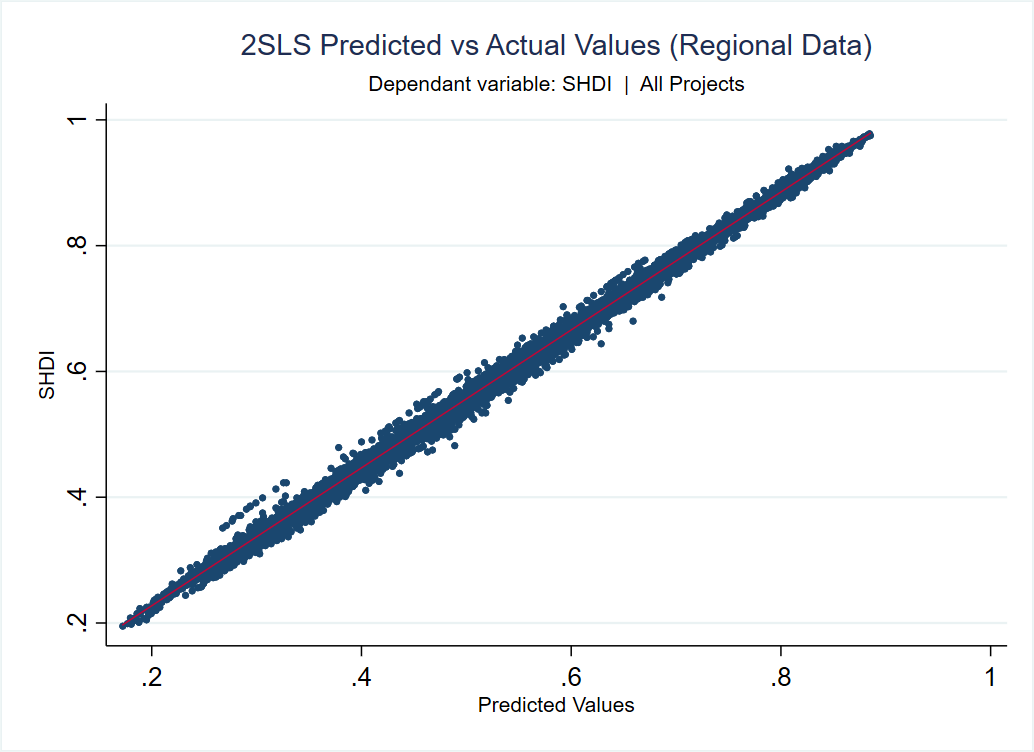 2SLS Predicted vs Actual Values (Regional Data)
Dependant variable: SHDI | All Projects
1
.8
.6
.4
.2
SHDI
.2 .4 .6 .8 1
Predicted Values